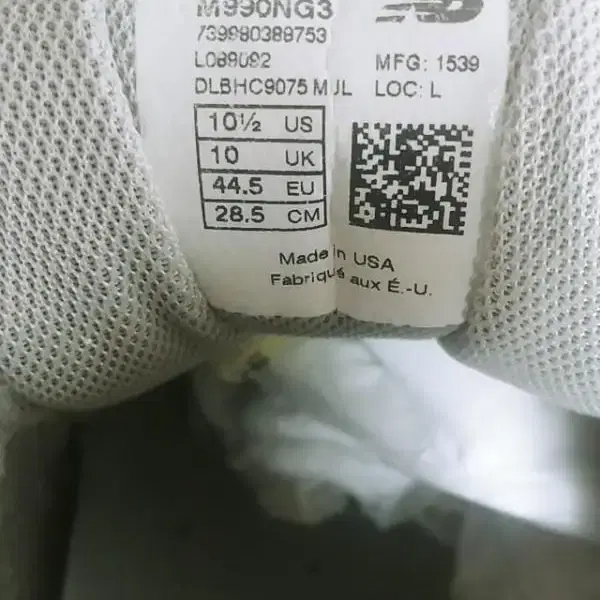 M990NG3
739980388753
L089092
DLBHC9075 MJL
MFG: 1539
LOC: L
10½ US
10 UK
44.5 EU
28.5 CM
Made in USA
Fabriqué aux É.-U.